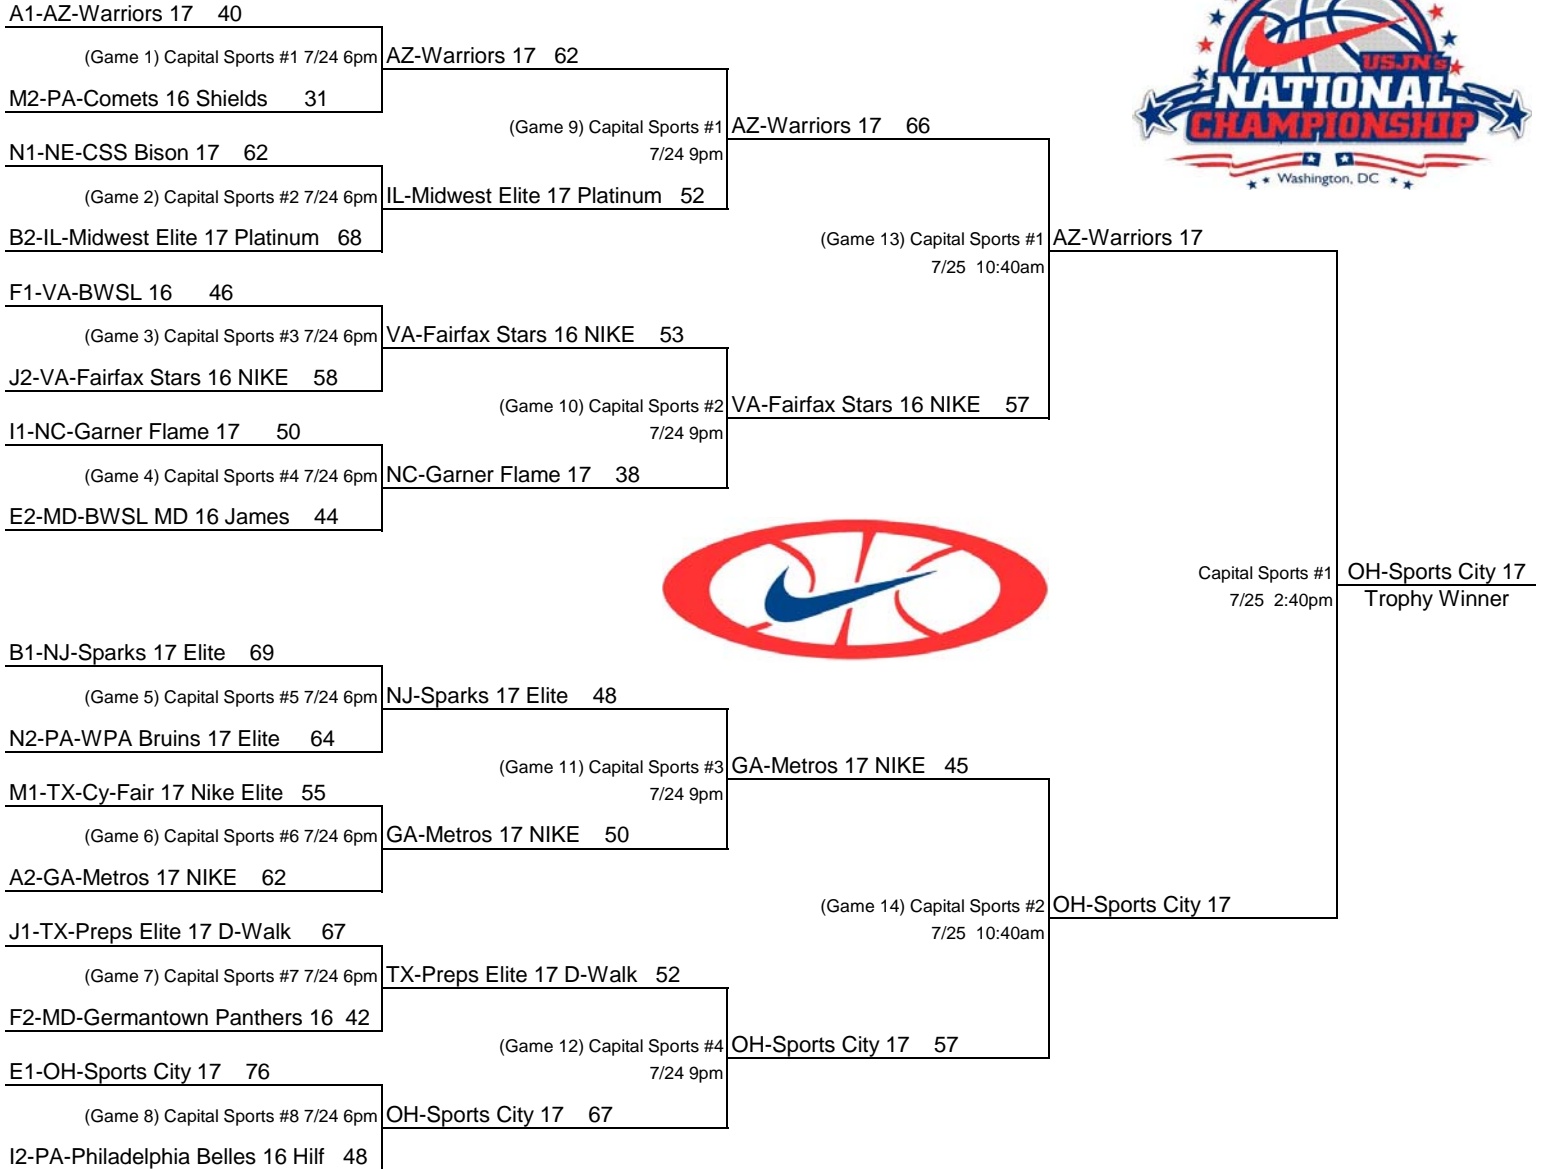 A1-AZ-Warriors 17 40
(Game 1) Capital Sports #1 7/24 6pm
AZ-Warriors 17 62
M2-PA-Comets 16 Shields 31
(Game 9) Capital Sports #1
7/24 9pm
AZ-Warriors 17 66
N1-NE-CSS Bison 17 62
(Game 2) Capital Sports #2 7/24 6pm
IL-Midwest Elite 17 Platinum 52
B2-IL-Midwest Elite 17 Platinum 68
(Game 13) Capital Sports #1
7/25 10:40am
AZ-Warriors 17
F1-VA-BWSL 16 46
(Game 3) Capital Sports #3 7/24 6pm
VA-Fairfax Stars 16 NIKE 53
J2-VA-Fairfax Stars 16 NIKE 58
(Game 10) Capital Sports #2
7/24 9pm
VA-Fairfax Stars 16 NIKE 57
I1-NC-Garner Flame 17 50
(Game 4) Capital Sports #4 7/24 6pm
NC-Garner Flame 17 38
E2-MD-BWSL MD 16 James 44
USJN's
NATIONAL
CHAMPIONSHIP
Washington, DC
Capital Sports #1
7/25 2:40pm
OH-Sports City 17
Trophy Winner
B1-NJ-Sparks 17 Elite 69
(Game 5) Capital Sports #5 7/24 6pm
NJ-Sparks 17 Elite 48
N2-PA-WPA Bruins 17 Elite 64
(Game 11) Capital Sports #3
7/24 9pm
GA-Metros 17 NIKE 45
M1-TX-Cy-Fair 17 Nike Elite 55
(Game 6) Capital Sports #6 7/24 6pm
GA-Metros 17 NIKE 50
A2-GA-Metros 17 NIKE 62
(Game 14) Capital Sports #2
7/25 10:40am
OH-Sports City 17
J1-TX-Preps Elite 17 D-Walk 67
(Game 7) Capital Sports #7 7/24 6pm
TX-Preps Elite 17 D-Walk 52
F2-MD-Germantown Panthers 16 42
(Game 12) Capital Sports #4
7/24 9pm
OH-Sports City 17 57
E1-OH-Sports City 17 76
(Game 8) Capital Sports #8 7/24 6pm
OH-Sports City 17 67
I2-PA-Philadelphia Belles 16 Hilf 48